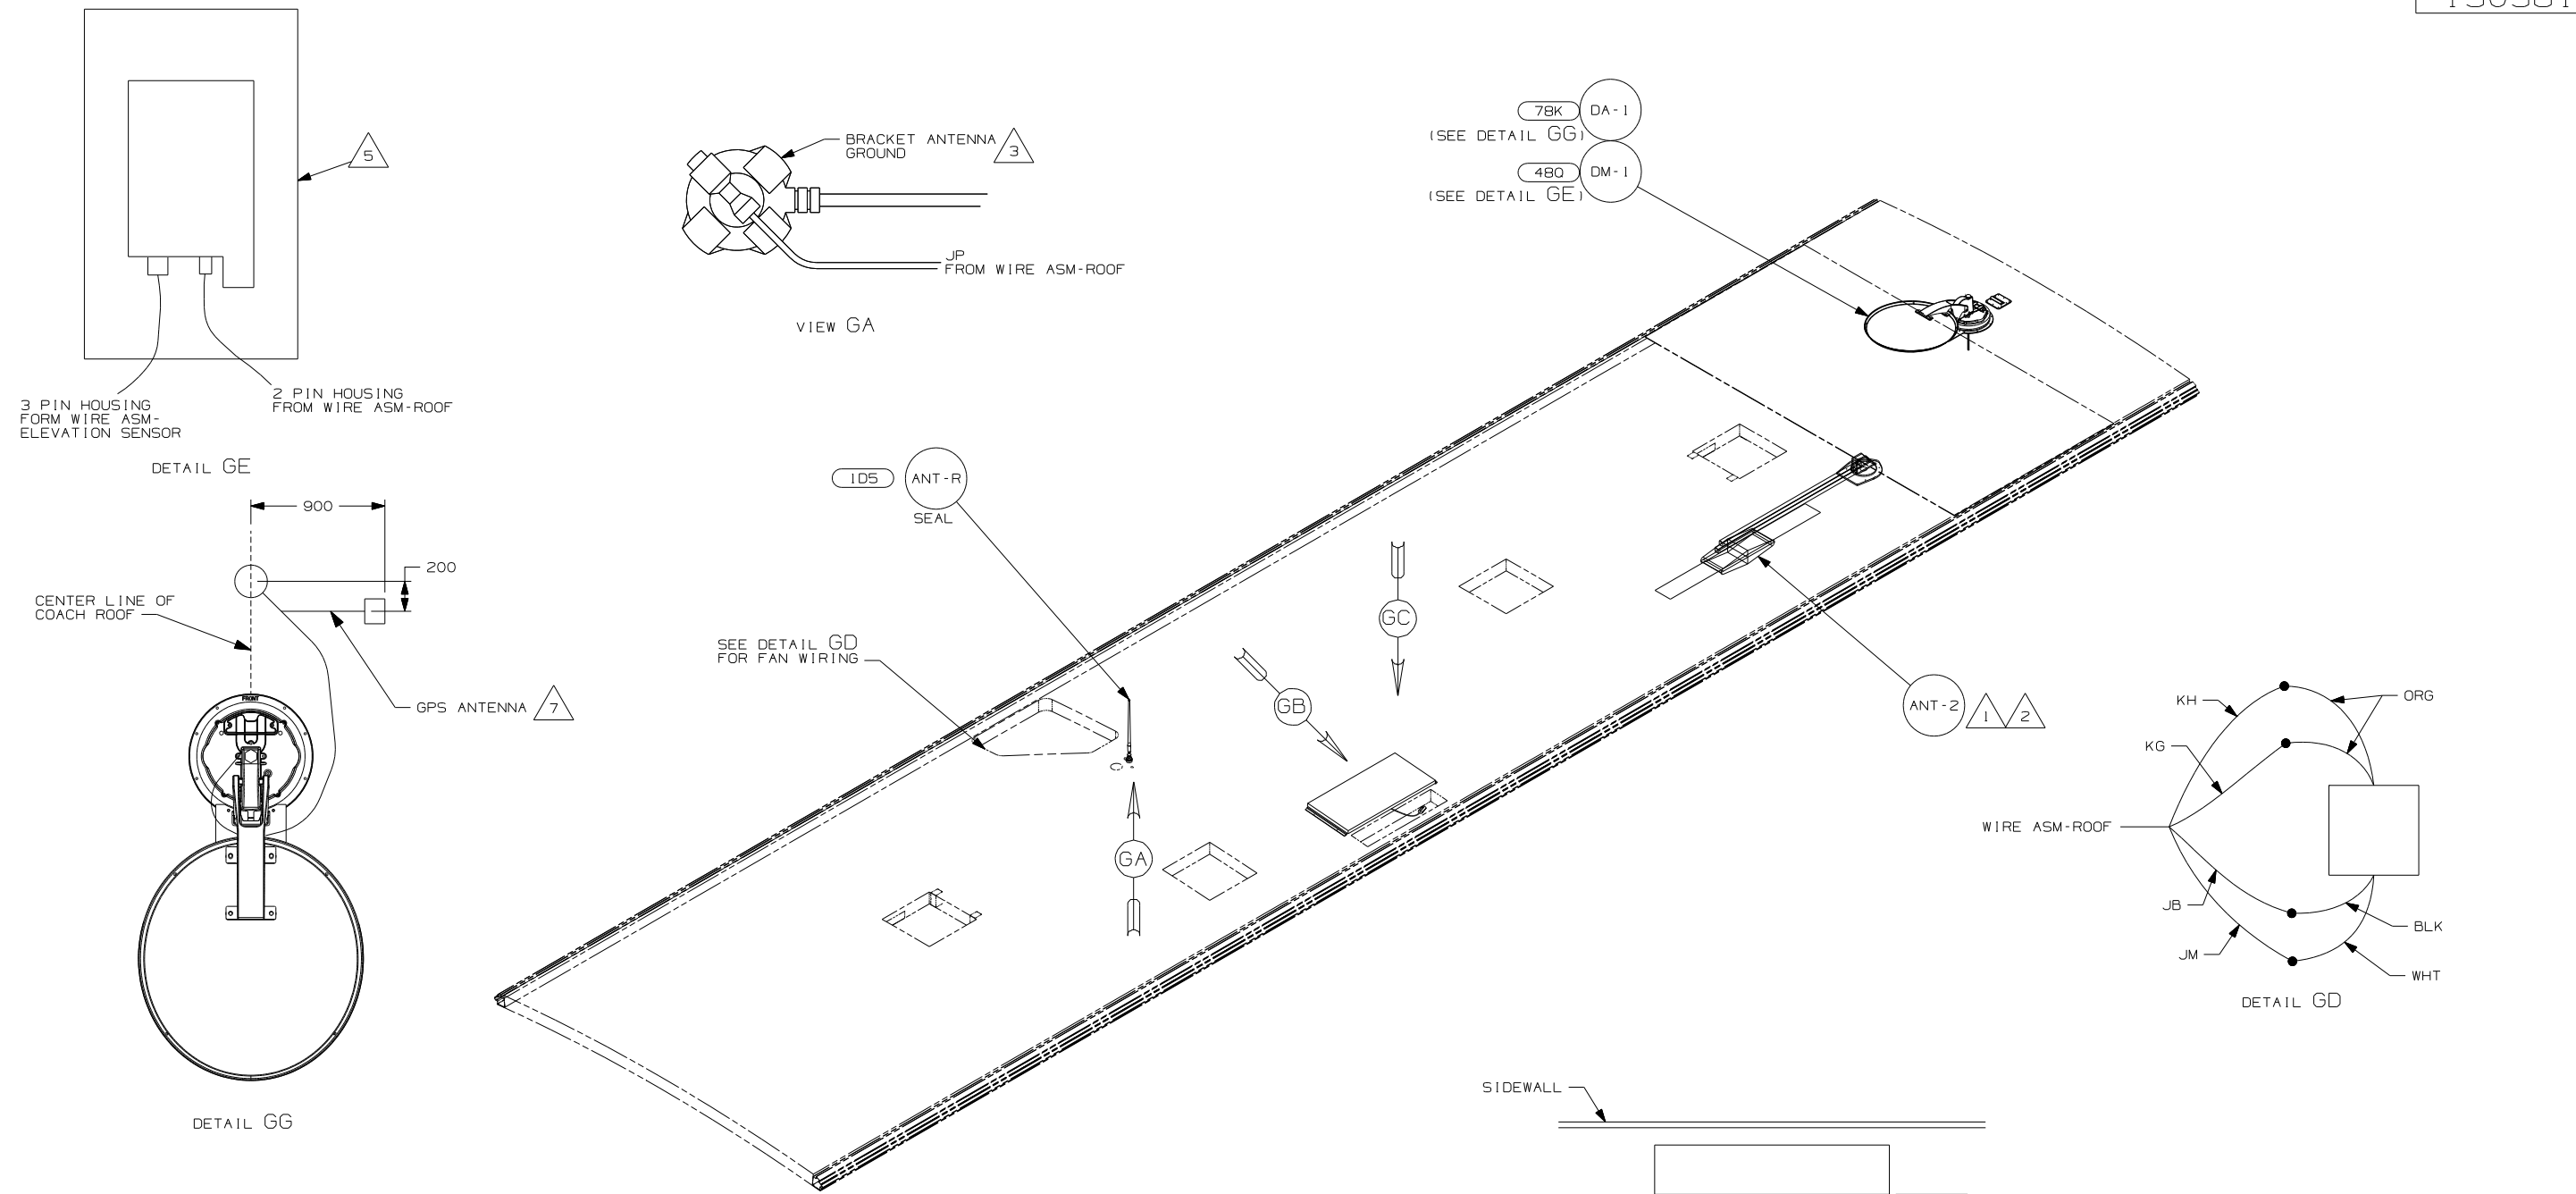 5
3 PIN HOUSING
FORM WIRE ASM-
ELEVATION SENSOR
2 PIN HOUSING
FROM WIRE ASM-ROOF
DETAIL GE
BRACKET ANTENNA
GROUND
3
JP
FROM WIRE ASM-ROOF
VIEW GA
78K
DA-1
(SEE DETAIL GG)
48Q
DM-1
(SEE DETAIL GE)
1D5
ANT-R
SEAL
SEE DETAIL GD
FOR FAN WIRING
GC
GB
GA
ANT-2
1
2
900
200
CENTER LINE OF
COACH ROOF
GPS ANTENNA
7
FRONT
DETAIL GG
KH
ORG
KG
WIRE ASM-ROOF
JB
BLK
JM
WHT
DETAIL GD
SIDEWALL